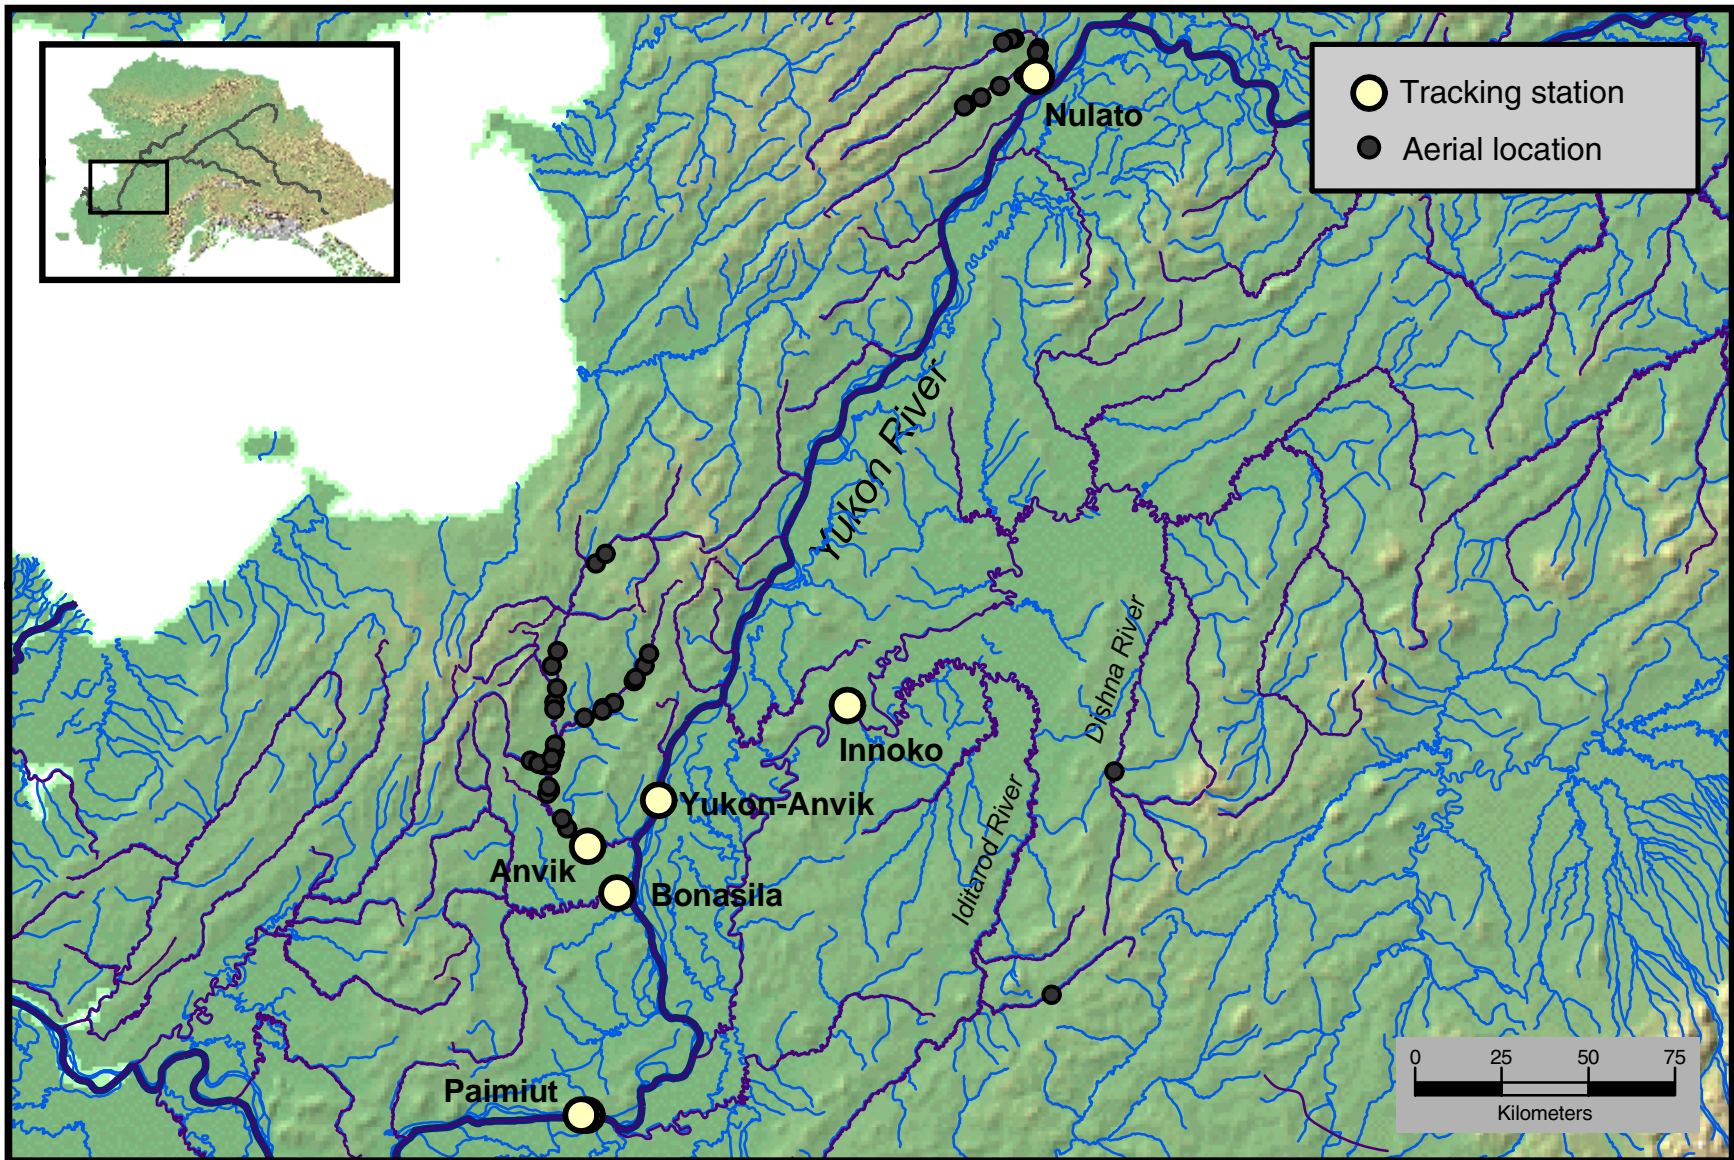 Tracking station
Nulato
Aerial location
Yukon River
Dishna River
Innoko
Iditarod River
Yukon-Anvik
Anvik
Bonasila
Paimiut
0 25 50 75
Kilometers